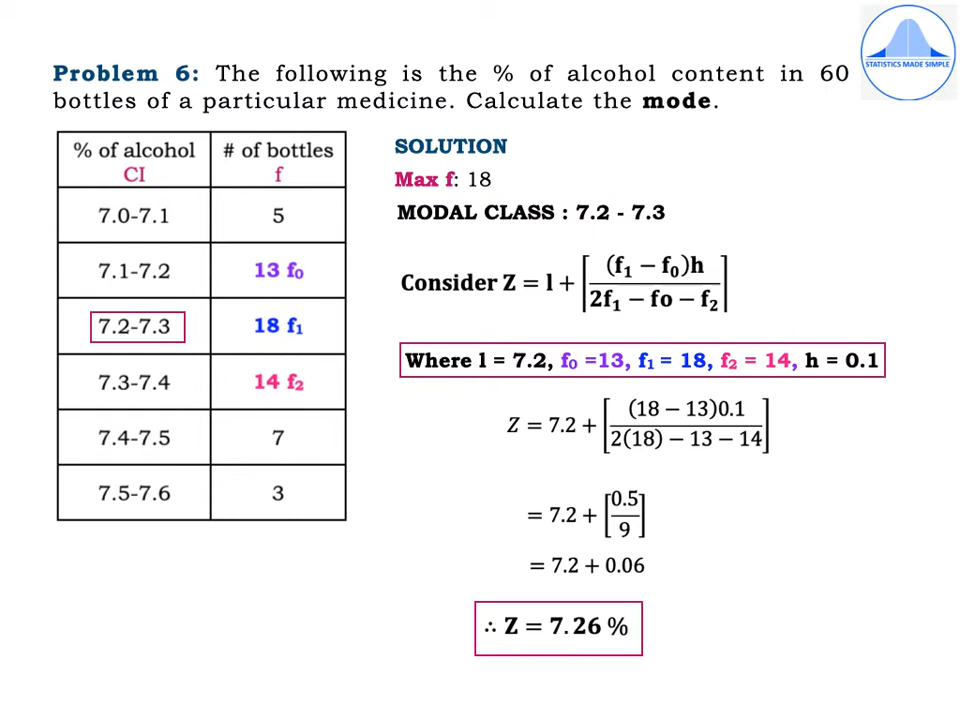 STATISTICS MADE SIMPLE
Problem 6: The following is the % of alcohol content in 60
bottles of a particular medicine. Calculate the mode.
% of alcohol # of bottles
CI f
7.0-7.1 5
7.1-7.2 13 f₀
7.2-7.3 18 f₁
7.3-7.4 14 f₂
7.4-7.5 7
7.5-7.6 3
SOLUTION
Max f: 18
MODAL CLASS : 7.2 - 7.3
Consider Z = l + [(f₁ − f₀)h / 2f₁ − fo − f₂]
Where l = 7.2, f₀ =13, f₁ = 18, f₂ = 14, h = 0.1
Z = 7.2 + [(18 − 13)0.1 / 2(18) − 13 − 14]
= 7.2 + [0.5 / 9]
= 7.2 + 0.06
∴ Z = 7.26 %